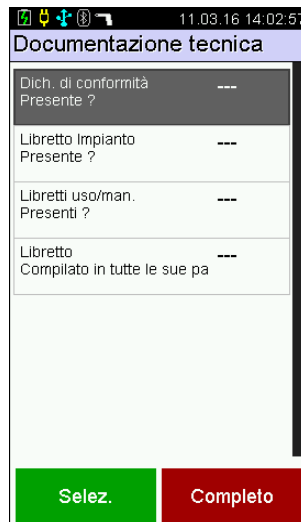 11.03.16 14:02:57
Documentazione tecnica
Dich. di conformità ---
Presente ?
Libretto Impianto ---
Presente ?
Libretti uso/man. ---
Presenti ?
Libretto ---
Compilato in tutte le sue pa
Selez. Completo